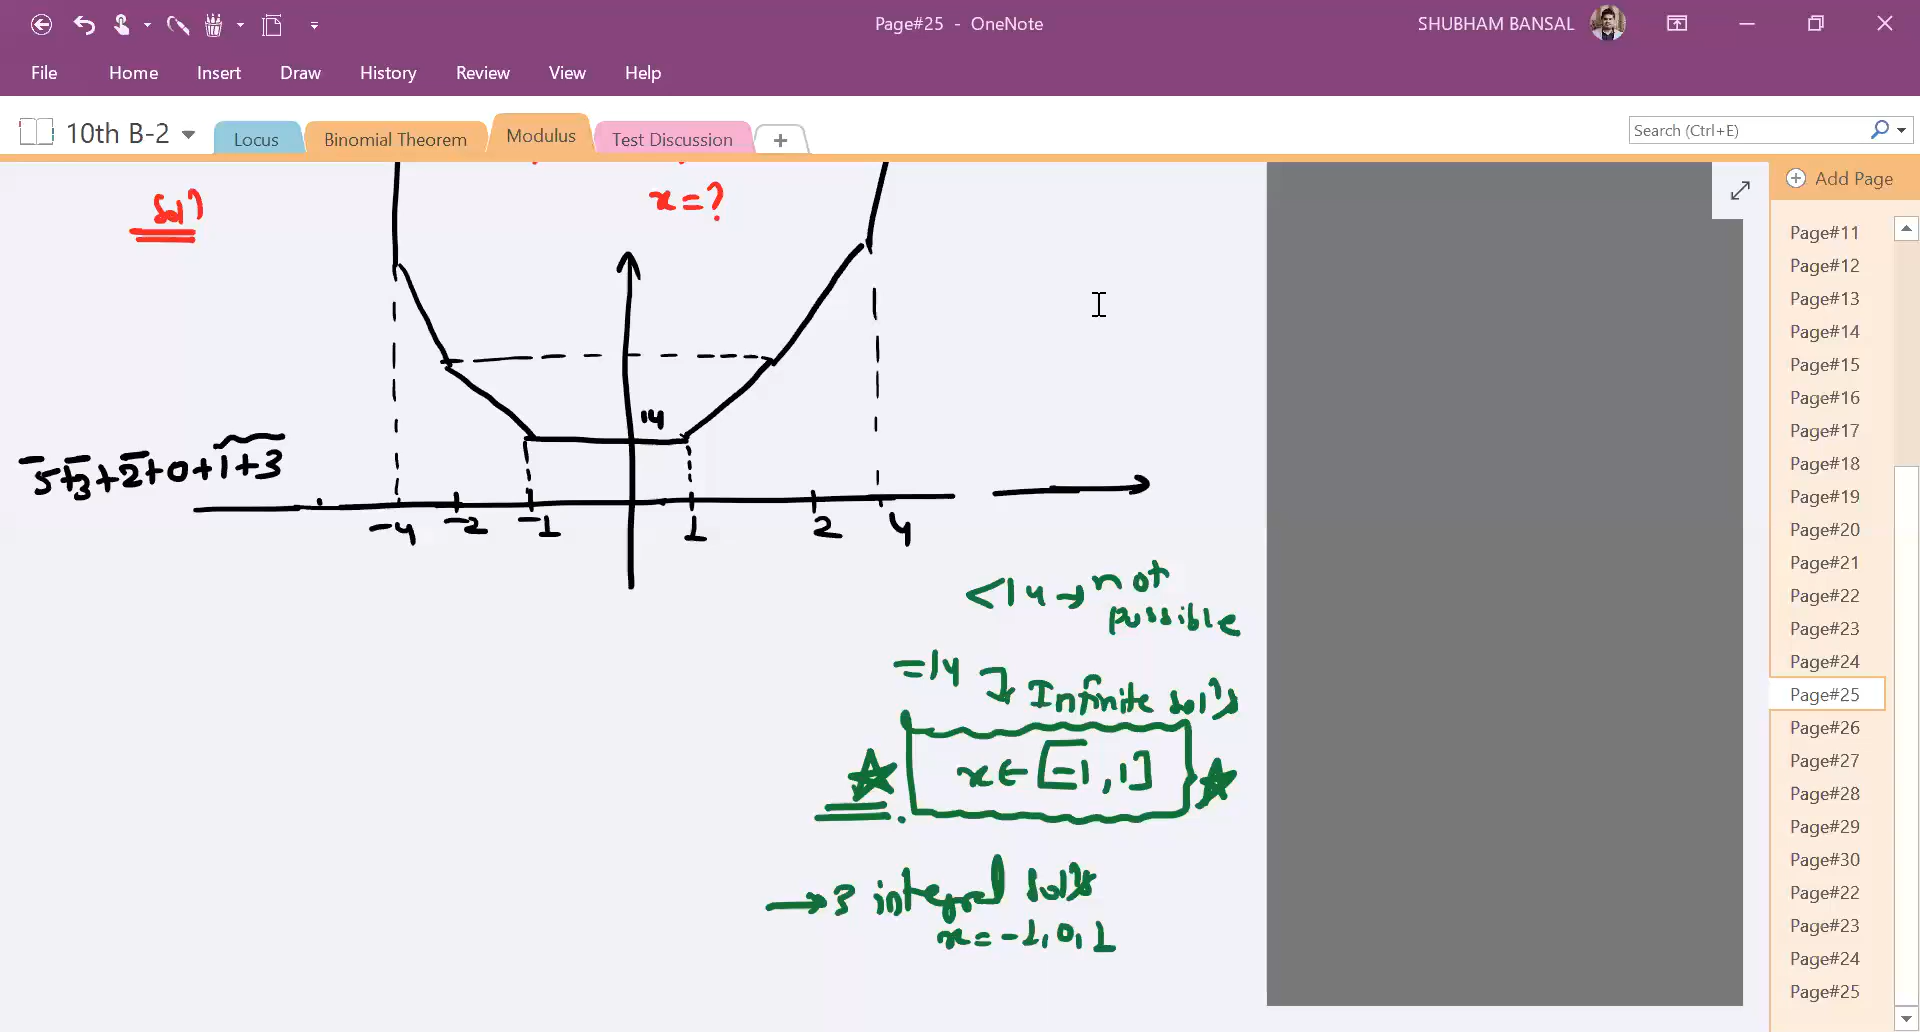 Page#25 - OneNote
SHUBHAM BANSAL
File Home Insert Draw History Review View Help
10th B-2
Locus
Binomial Theorem
Modulus
Test Discussion
Search (Ctrl+E)
Add Page
Page#11
Page#12
Page#13
Page#14
Page#15
Page#16
Page#17
Page#18
Page#19
Page#20
Page#21
Page#22
Page#23
Page#24
Page#25
Page#26
Page#27
Page#28
Page#29
Page#30
Page#22
Page#23
Page#24
Page#25
Solⁿ
x=?
14
5+3+2+0+1+3
-4 -2 -1 1 2 4
<14 → not
possible
=14
Infinite solⁿs
x∈[-1,1]
→ 3 integral solⁿs
x=-1,0,1